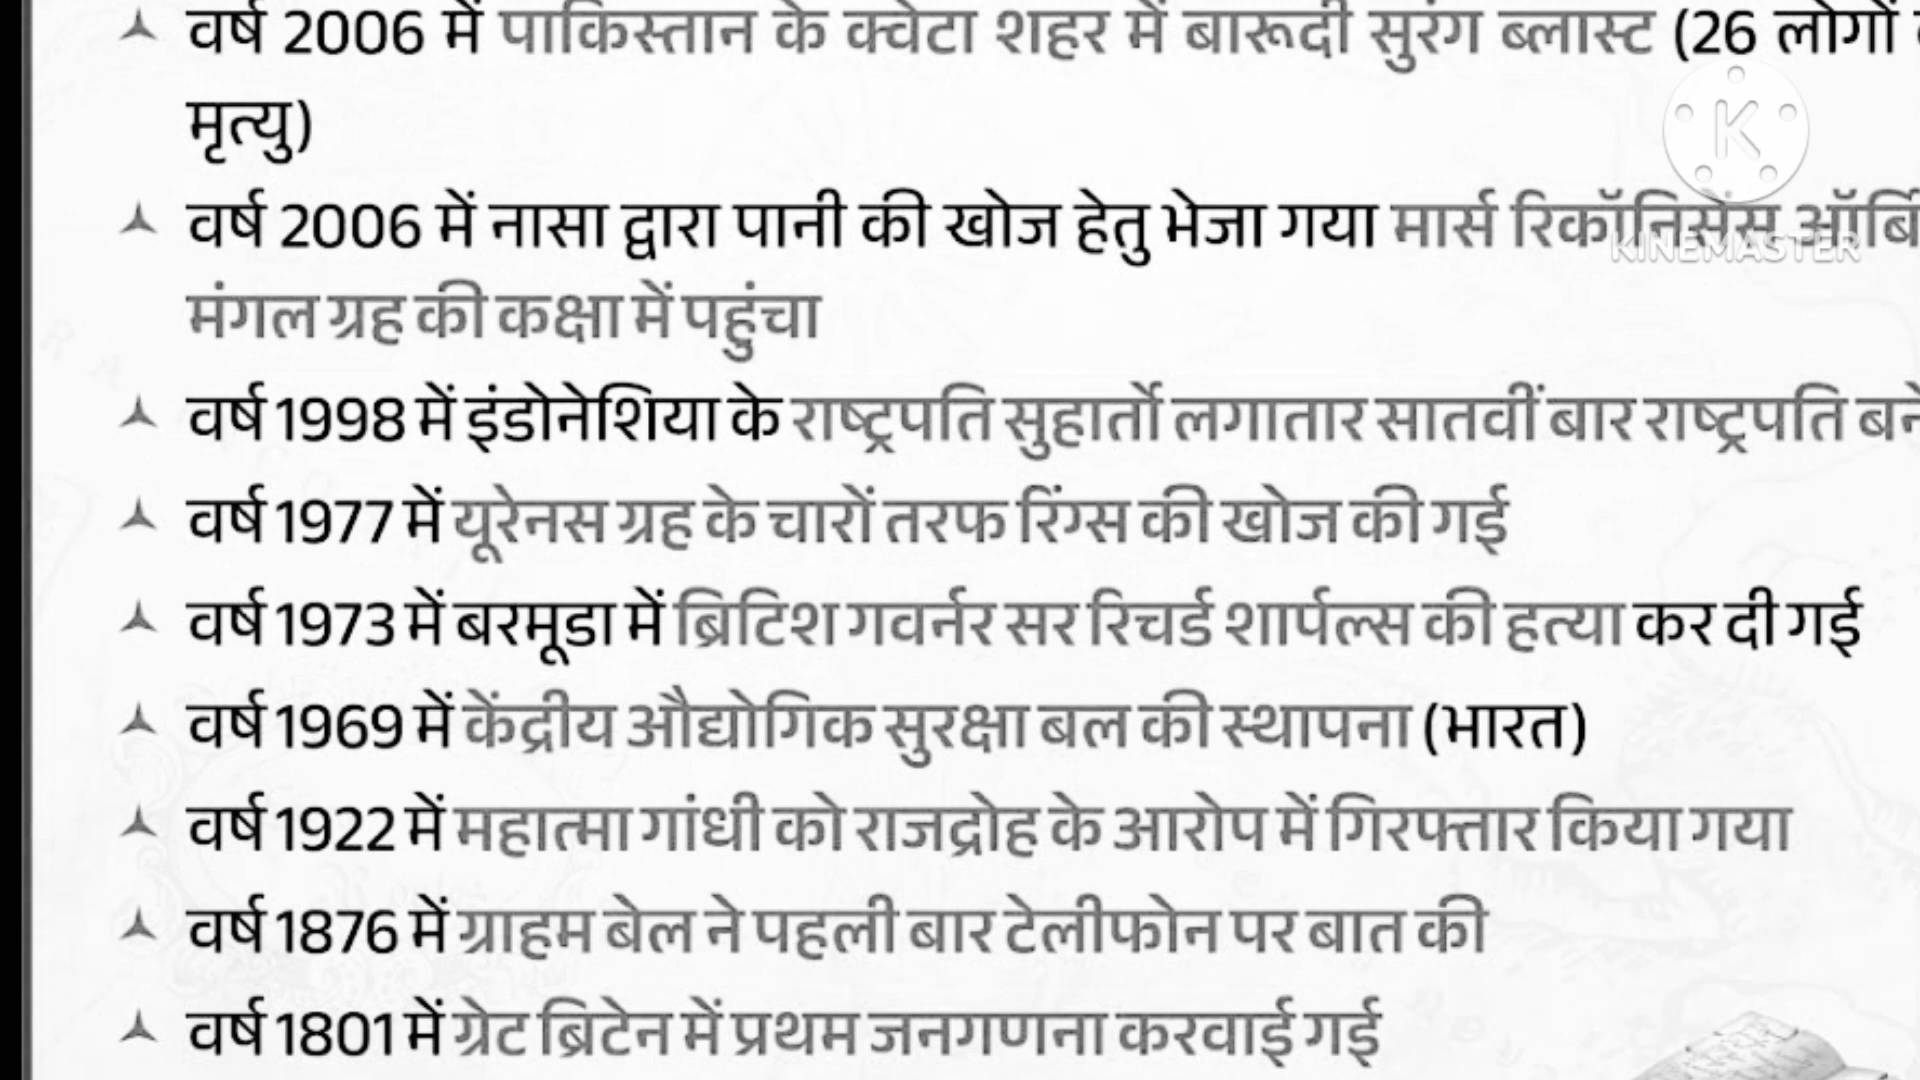 वर्ष 2006 में पाकिस्तान के क्वेटा शहर में बारूदी सुरंग ब्लास्ट (26 लोगों
मृत्यु)
K
वर्ष 2006 में नासा द्वारा पानी की खोज हेतु भेजा गया मार्स रिकॉनिसेंस ऑर्बि
KINEMASTER
मंगल ग्रह की कक्षा में पहुंचा
वर्ष 1998 में इंडोनेशिया के राष्ट्रपति सुहार्तो लगातार सातवीं बार राष्ट्रपति बने
वर्ष 1977 में यूरेनस ग्रह के चारों तरफ रिंग्स की खोज की गई
वर्ष 1973 में बरमूडा में ब्रिटिश गवर्नर सर रिचर्ड शार्पल्स की हत्या कर दी गई
वर्ष 1969 में केंद्रीय औद्योगिक सुरक्षा बल की स्थापना (भारत)
वर्ष 1922 में महात्मा गांधी को राजद्रोह के आरोप में गिरफ्तार किया गया
वर्ष 1876 में ग्राहम बेल ने पहली बार टेलीफोन पर बात की
वर्ष 1801 में ग्रेट ब्रिटेन में प्रथम जनगणना करवाई गई